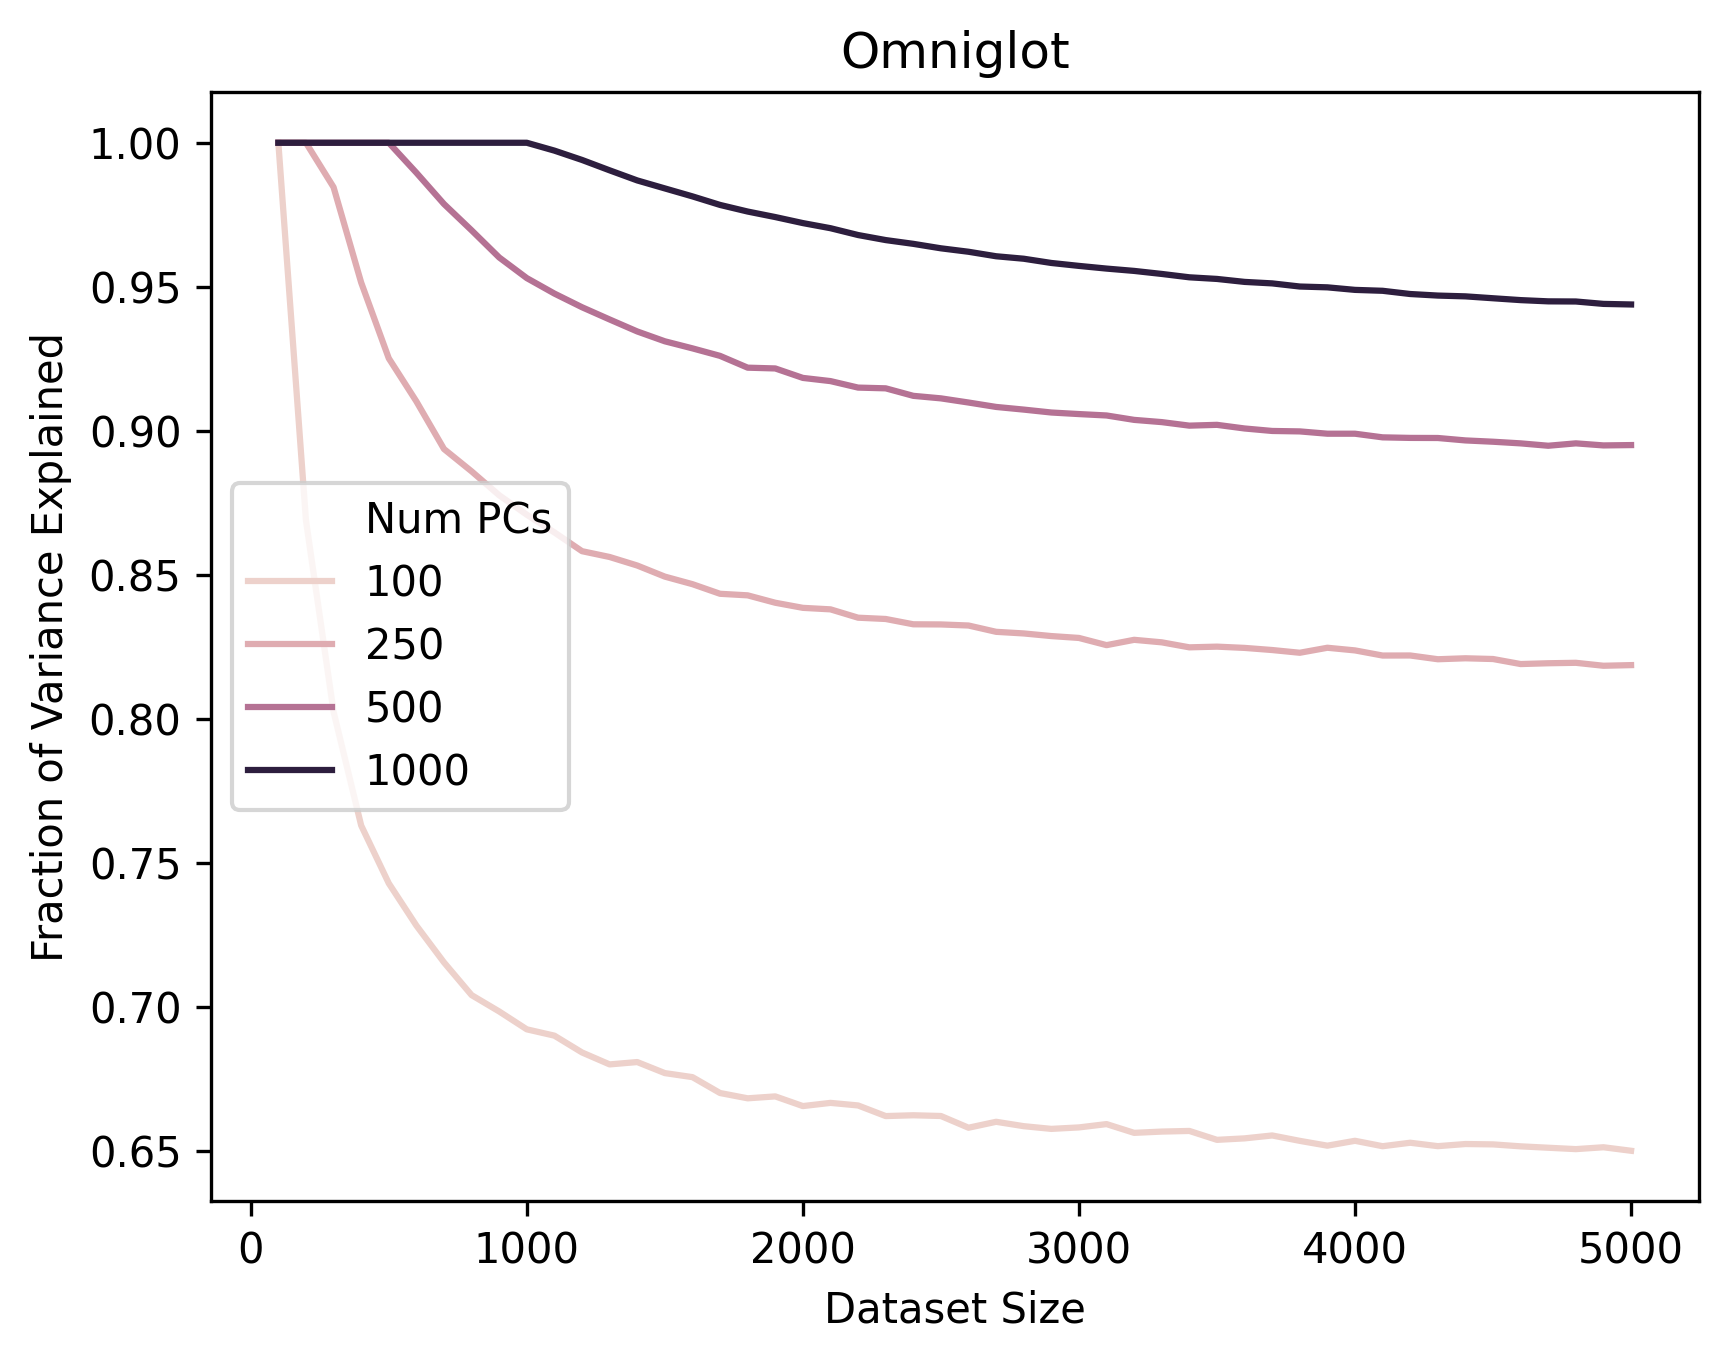 Omniglot
Fraction of Variance Explained
1.00
0.95
0.90
0.85
0.80
0.75
0.70
0.65
Num PCs
100
250
500
1000
0 1000 2000 3000 4000 5000
Dataset Size